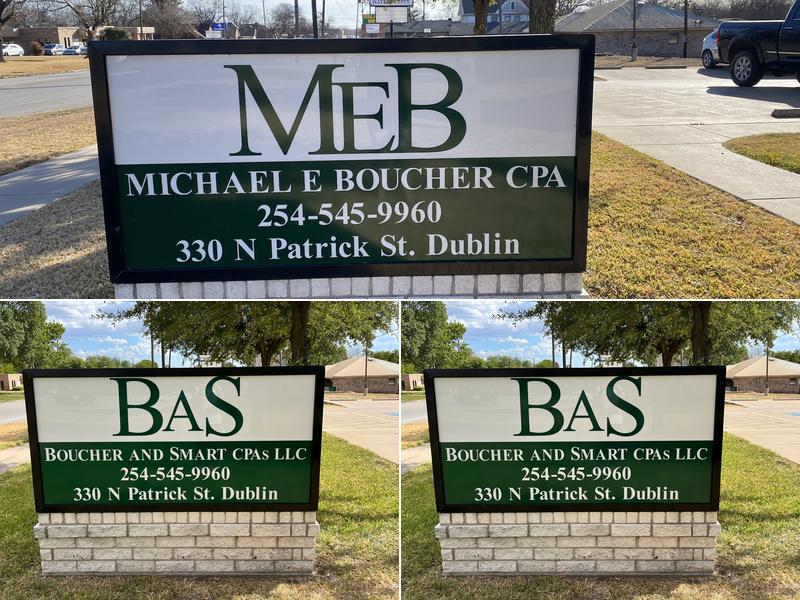 MEB
MICHAEL E BOUCHER CPA
254-545-9960
330 N Patrick St. Dublin
BAS
BOUCHER AND SMART CPAS LLC
254-545-9960
330 N Patrick St. Dublin
BAS
BOUCHER AND SMART CPAS LLC
254-545-9960
330 N Patrick St. Dublin